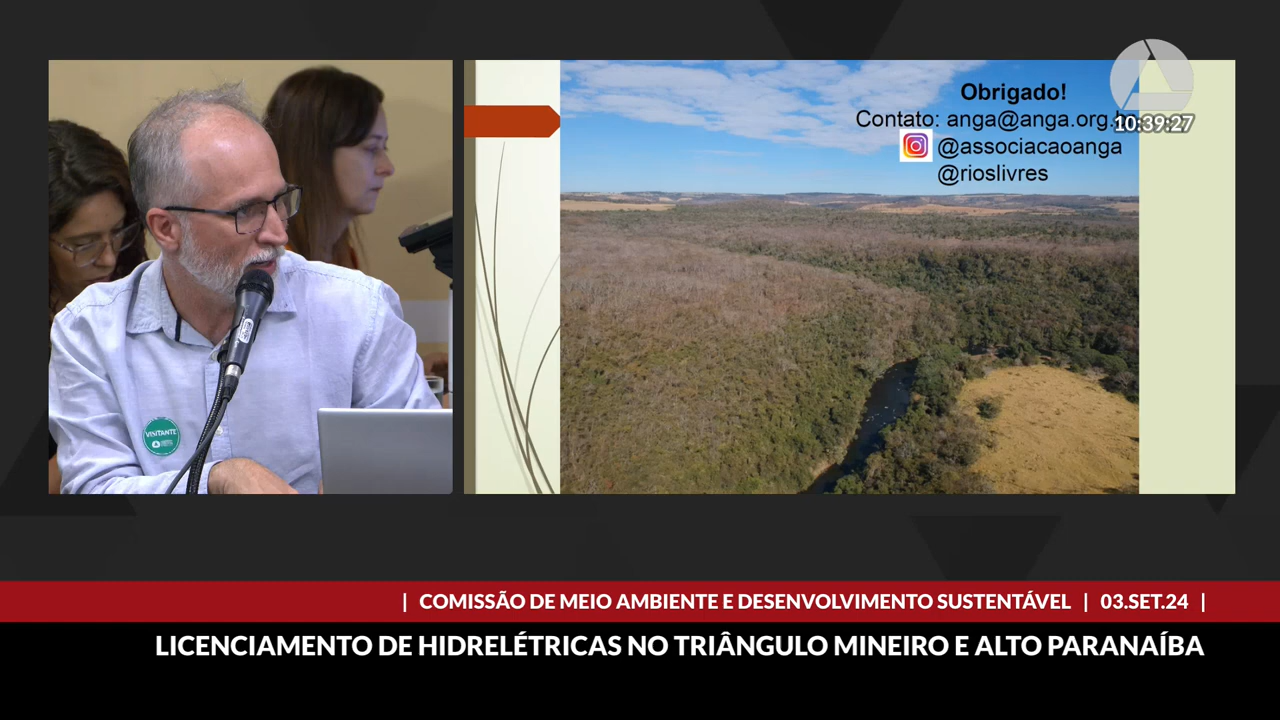 Obrigado!
Contato: anga@anga.org.
10:39:27
@associacaoanga
@rioslivres
VISITANTE
| COMISSÃO DE MEIO AMBIENTE E DESENVOLVIMENTO SUSTENTÁVEL | 03.SET.24 |
LICENCIAMENTO DE HIDRELÉTRICAS NO TRIÂNGULO MINEIRO E ALTO PARANAÍBA